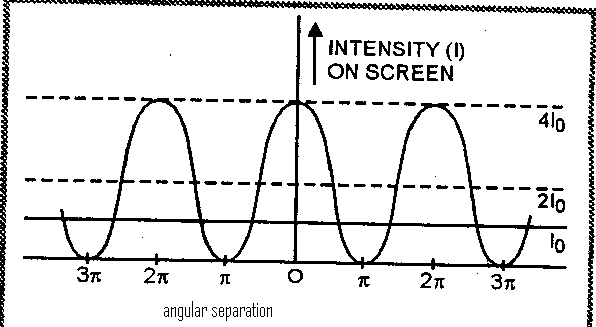 INTENSITY (I)
ON SCREEN
4I0
2I0
I0
3π 2π π O π 2π 3π
angular separation